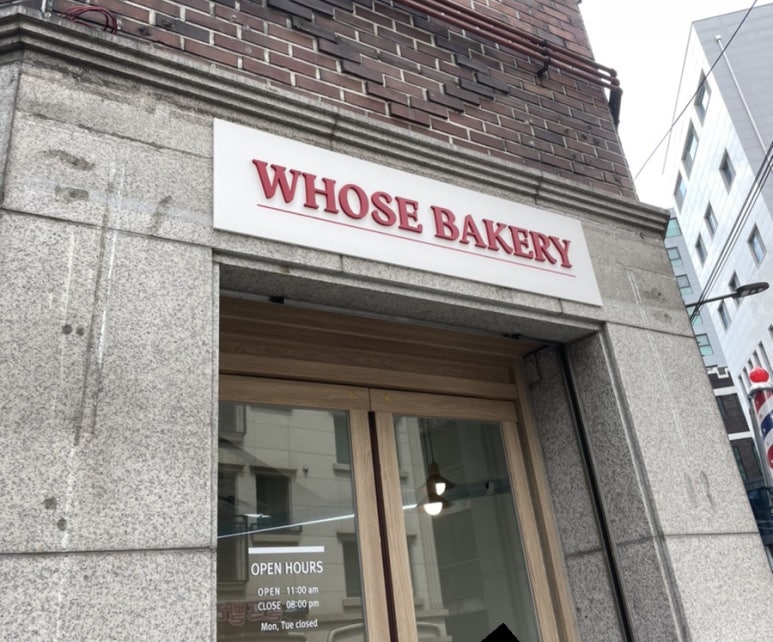 WHOSE BAKERY
OPEN HOURS
OPEN 11:00 am
CLOSE 08:00 pm
Mon, Tue closed